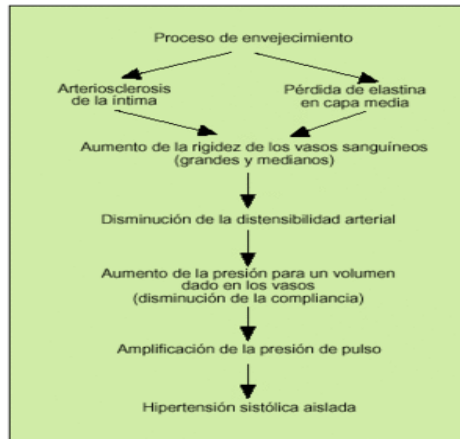 Proceso de envejecimiento
Arteriosclerosis
de la íntima
Pérdida de elastina
en capa media
Aumento de la rigidez de los vasos sanguíneos
(grandes y medianos)
Disminución de la distensibilidad arterial
Aumento de la presión para un volumen
dado en los vasos
(disminución de la compliancia)
Amplificación de la presión de pulso
Hipertensión sistólica aislada